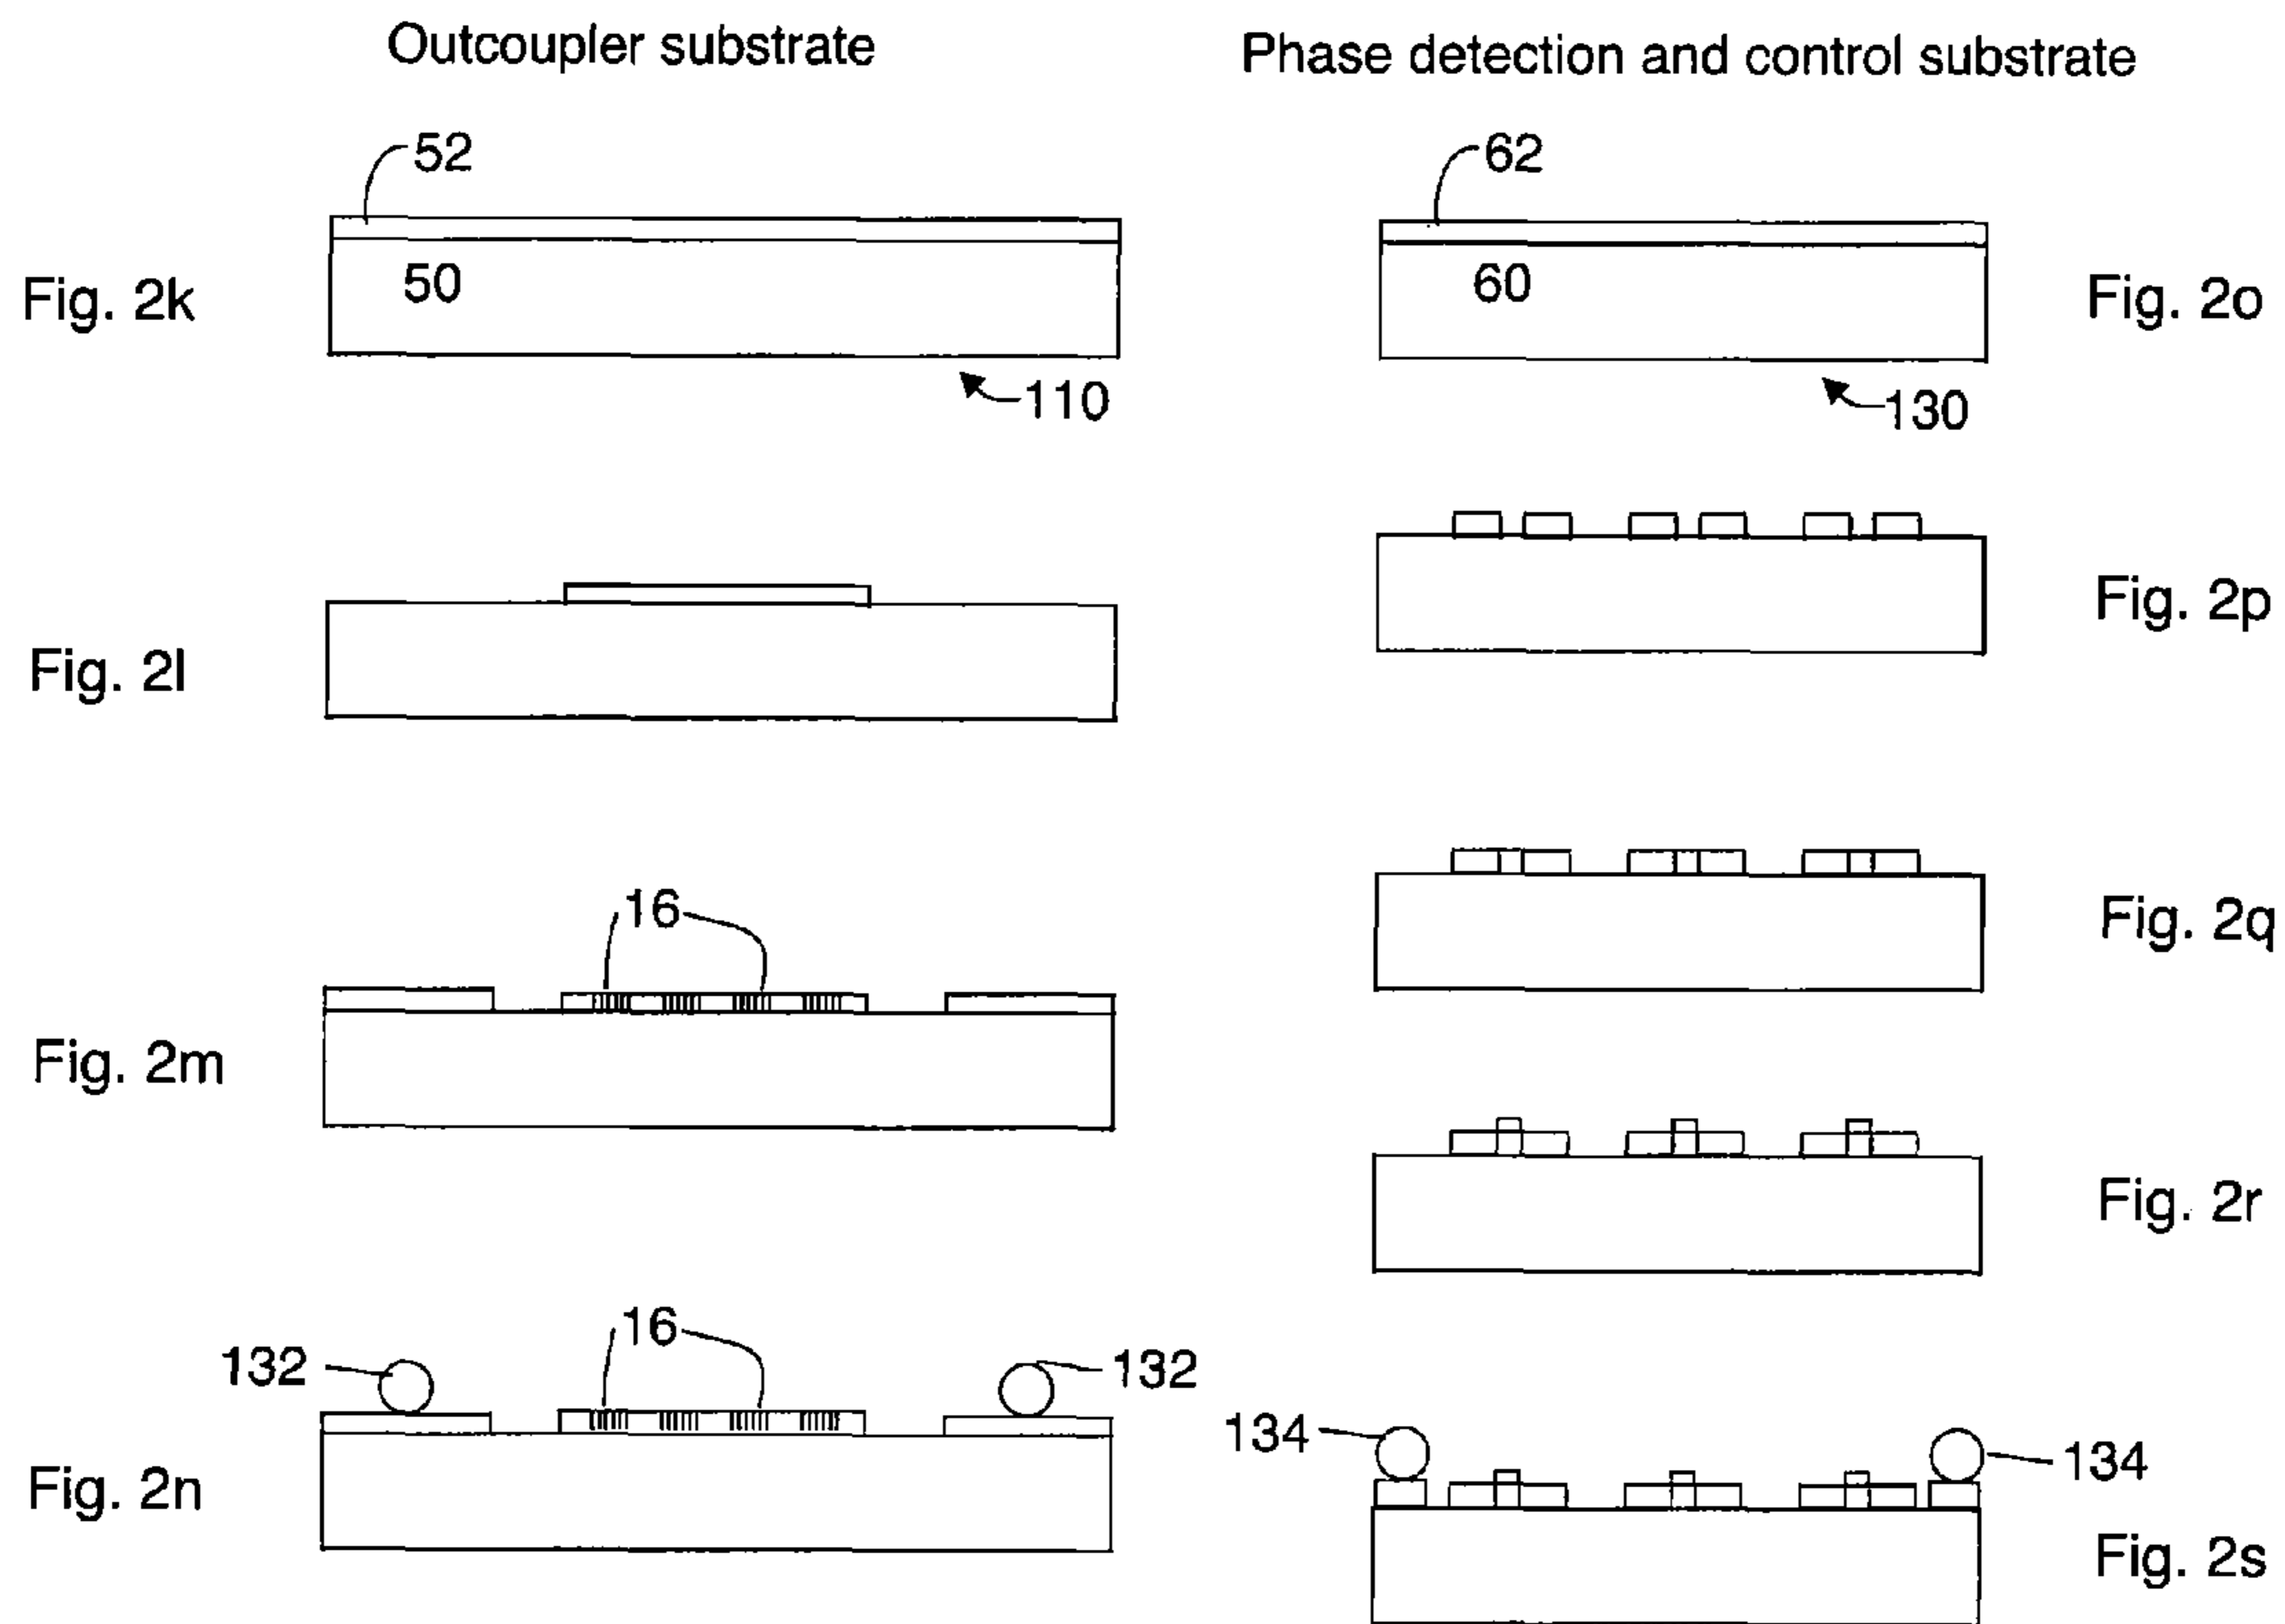 Outcoupler substrate
Phase detection and control substrate
52
62
50
60
Fig. 2k
Fig. 2o
110
130
Fig. 2l
Fig. 2p
16
Fig. 2m
Fig. 2q
Fig. 2r
16
132
132
134
134
Fig. 2n
Fig. 2s